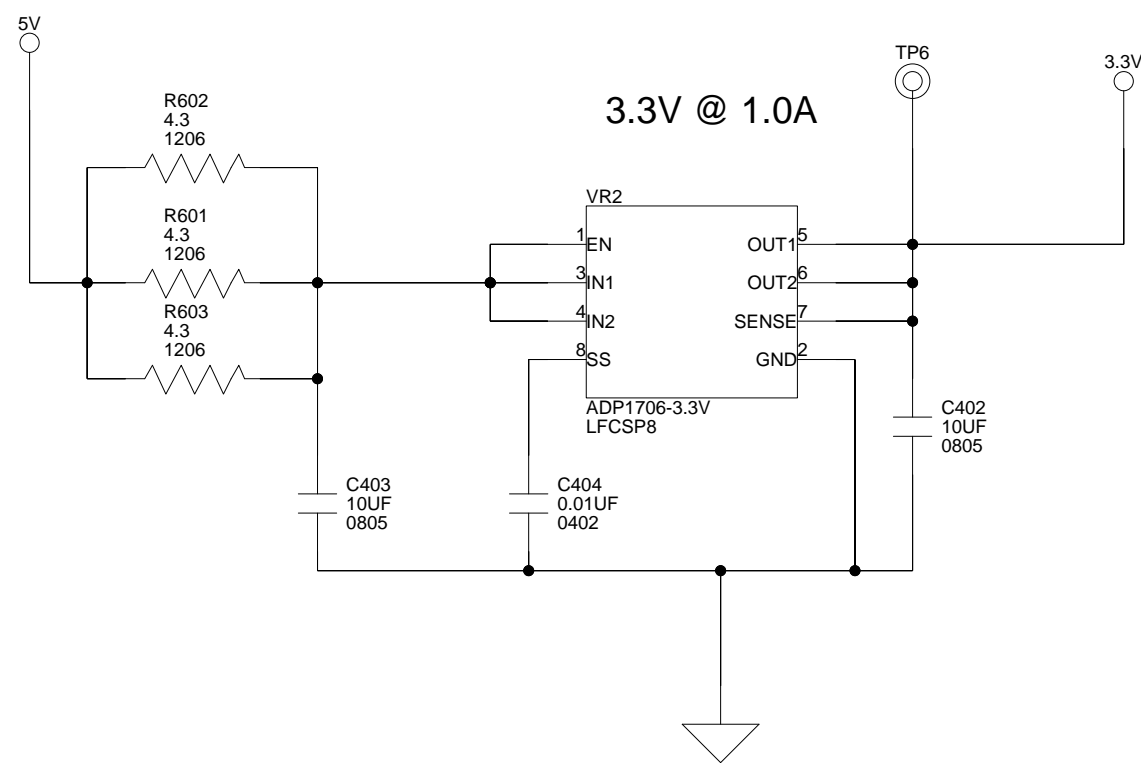 5V
TP6
3.3V
R602
4.3
1206
3.3V @ 1.0A
VR2
R601
4.3
1206
1
EN
OUT1
5
3
IN1
OUT2
6
R603
4.3
1206
4
IN2
SENSE
7
8
SS
GND
2
ADP1706-3.3V
LFCSP8
C402
10UF
0805
C403
10UF
0805
C404
0.01UF
0402